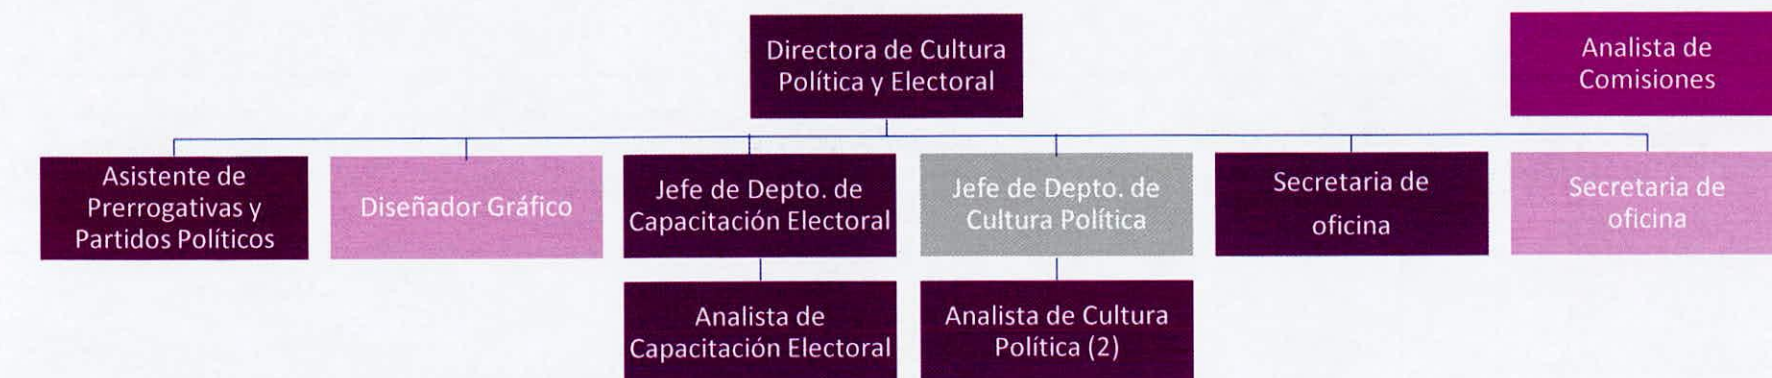 Directora de Cultura
Política y Electoral
Analista de
Comisiones
Asistente de
Prerrogativas y
Partidos Políticos
Diseñador Gráfico
Jefe de Depto. de
Capacitación Electoral
Jefe de Depto. de
Cultura Política
Secretaria de
oficina
Secretaria de
oficina
Analista de
Capacitación Electoral
Analista de Cultura
Política (2)